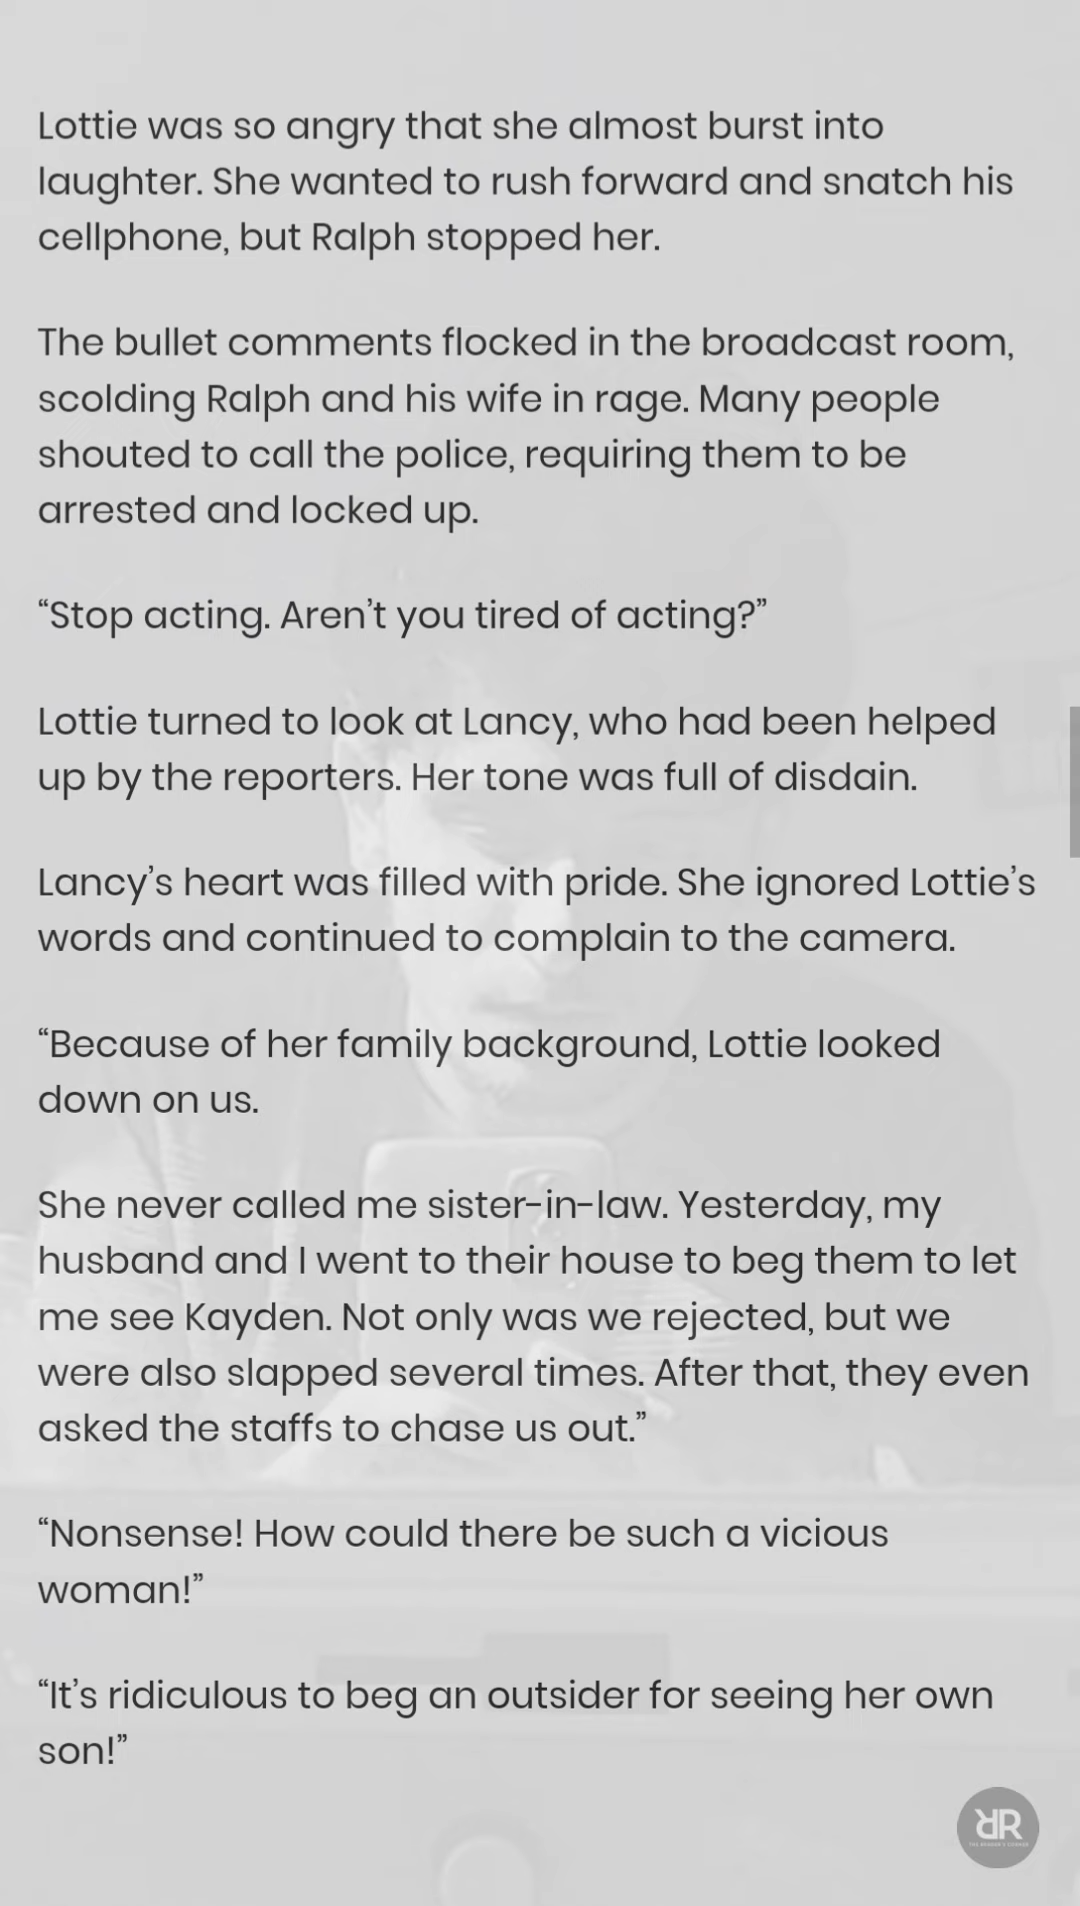 Lottie was so angry that she almost burst into
laughter. She wanted to rush forward and snatch his
cellphone, but Ralph stopped her.
The bullet comments flocked in the broadcast room,
scolding Ralph and his wife in rage. Many people
shouted to call the police, requiring them to be
arrested and locked up.
“Stop acting. Aren’t you tired of acting?”
Lottie turned to look at Lancy, who had been helped
up by the reporters. Her tone was full of disdain.
Lancy’s heart was filled with pride. She ignored Lottie’s
words and continued to complain to the camera.
“Because of her family background, Lottie looked
down on us.
She never called me sister-in-law. Yesterday, my
husband and I went to their house to beg them to let
me see Kayden. Not only was we rejected, but we
were also slapped several times. After that, they even
asked the staffs to chase us out.”
“Nonsense! How could there be such a vicious
woman!”
“It’s ridiculous to beg an outsider for seeing her own
son!”